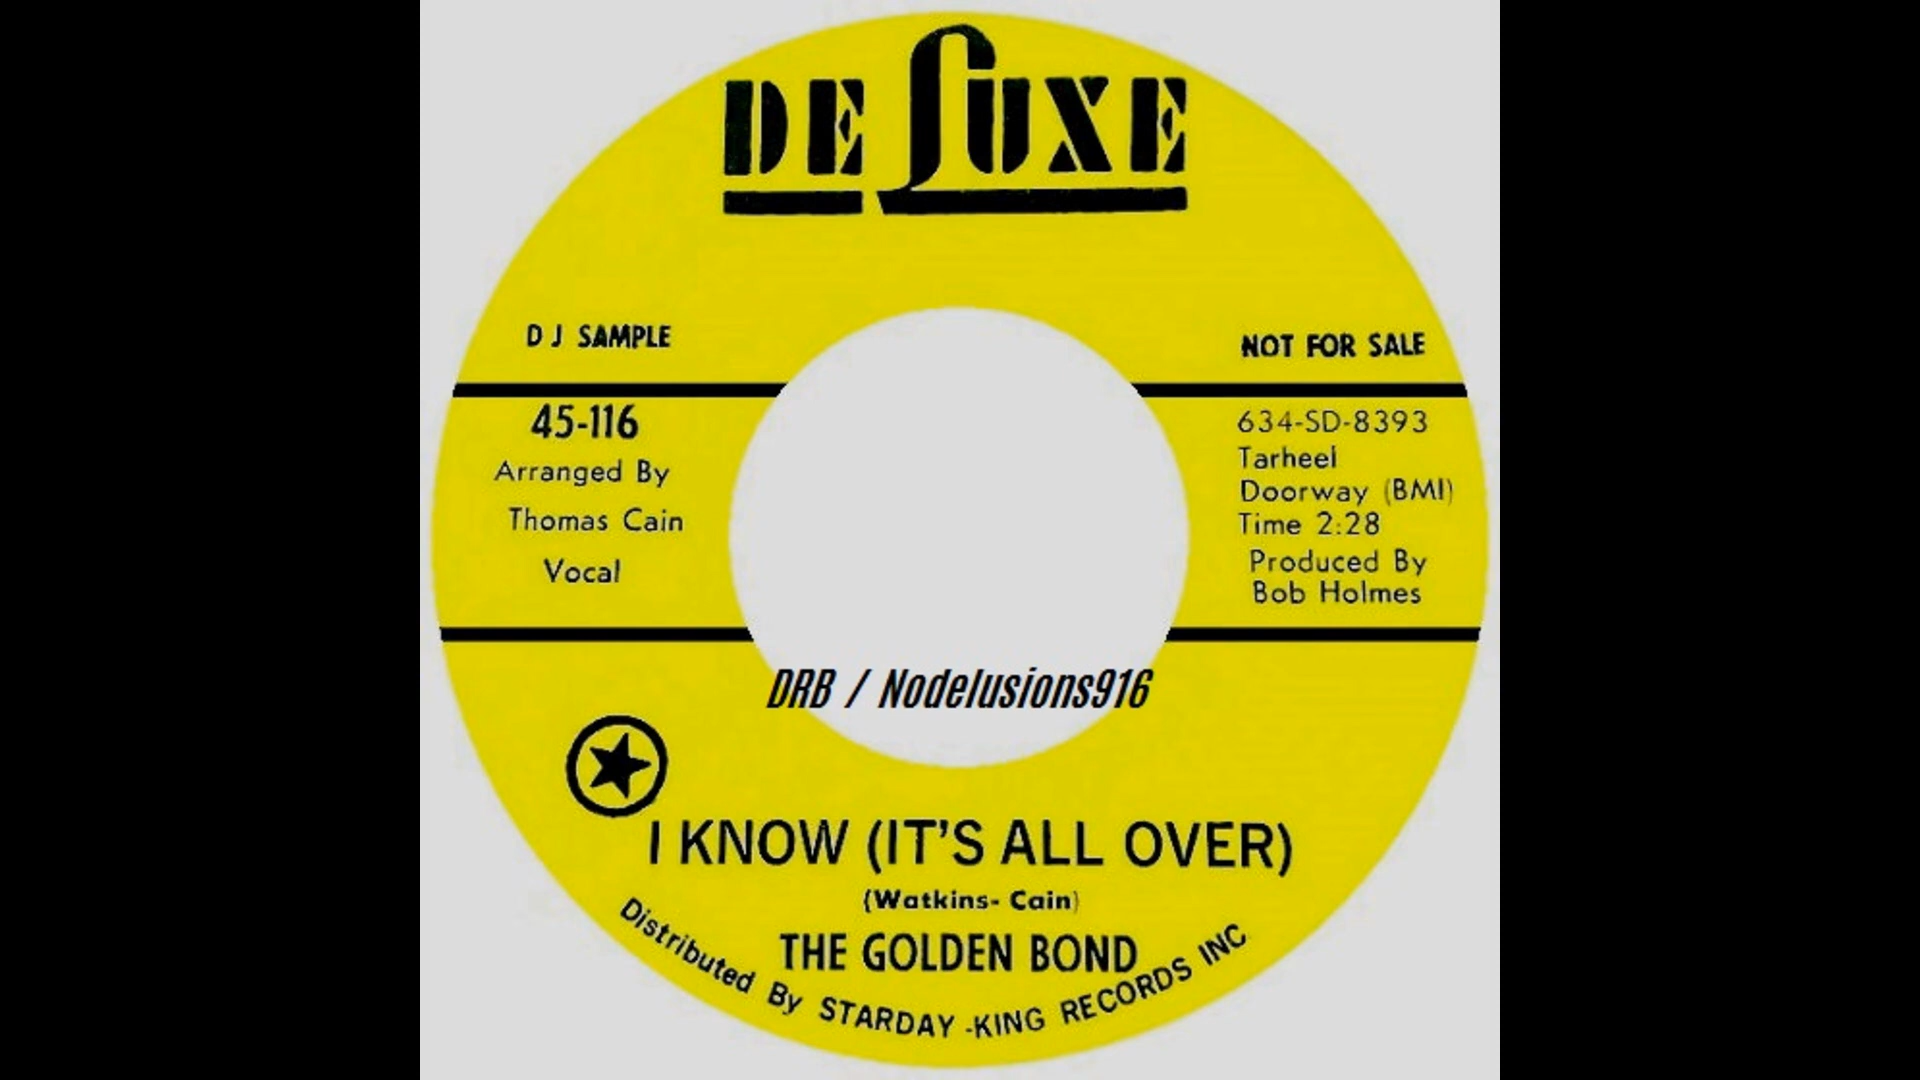 DELUXE
D J SAMPLE
NOT FOR SALE
45-116
Arranged By
Thomas Cain
Vocal
634-SD-8393
Tarheel
Doorway (BMI)
Time 2:28
Produced By
Bob Holmes
DRB / Nodelusions916
I KNOW (IT'S ALL OVER)
(Watkins- Cain)
THE GOLDEN BOND
Distributed By STARDAY -KING RECORDS INC